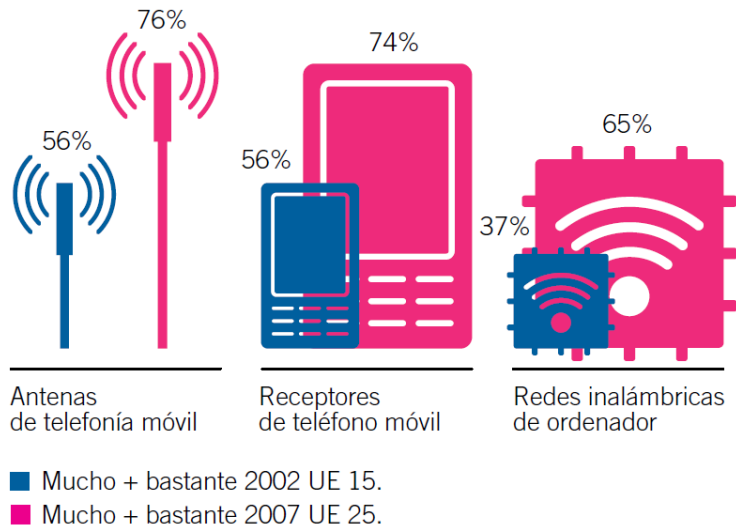 76%
56%
74%
56%
65%
37%
Antenas
de telefonía móvil
Receptores
de teléfono móvil
Redes inalámbricas
de ordenador
Mucho + bastante 2002 UE 15.
Mucho + bastante 2007 UE 25.